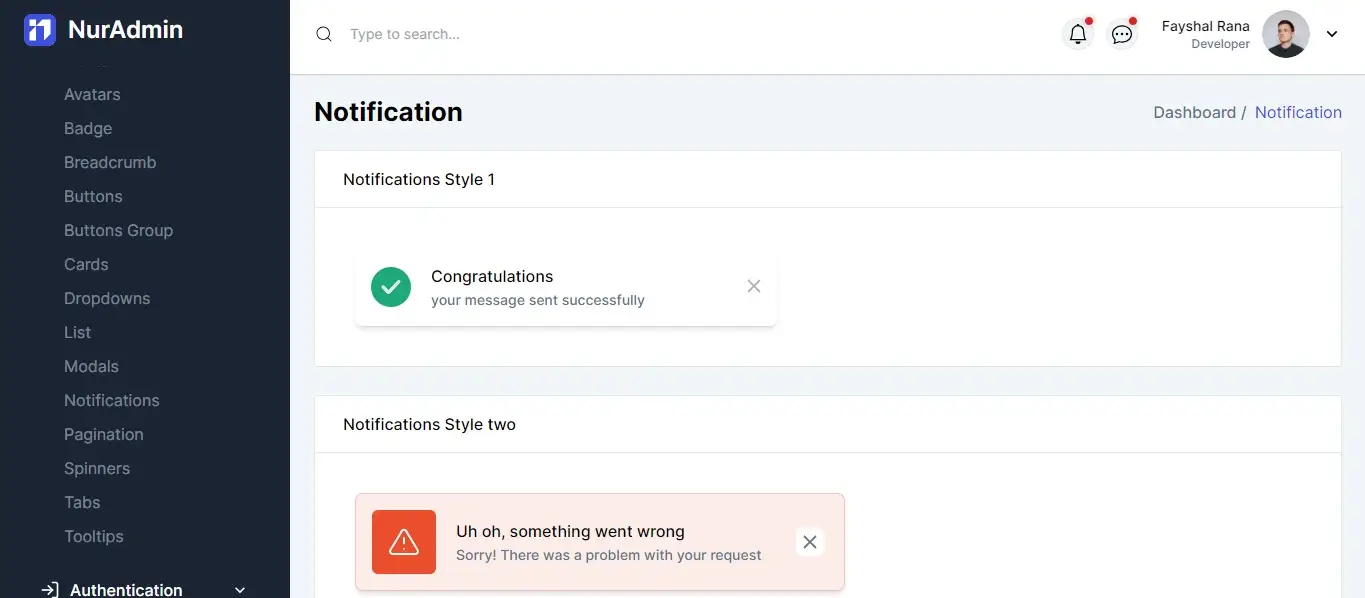 NurAdmin
Avatars
Badge
Breadcrumb
Buttons
Buttons Group
Cards
Dropdowns
List
Modals
Notifications
Pagination
Spinners
Tabs
Tooltips
Authentication
Type to search...
Fayshal Rana
Developer
Notification
Dashboard / Notification
Notifications Style 1
Congratulations
your message sent successfully
Notifications Style two
Uh oh, something went wrong
Sorry! There was a problem with your request